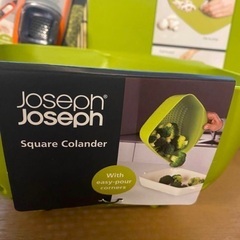 Joseph®
Joseph
Square Colander
With
easy-pour
corners